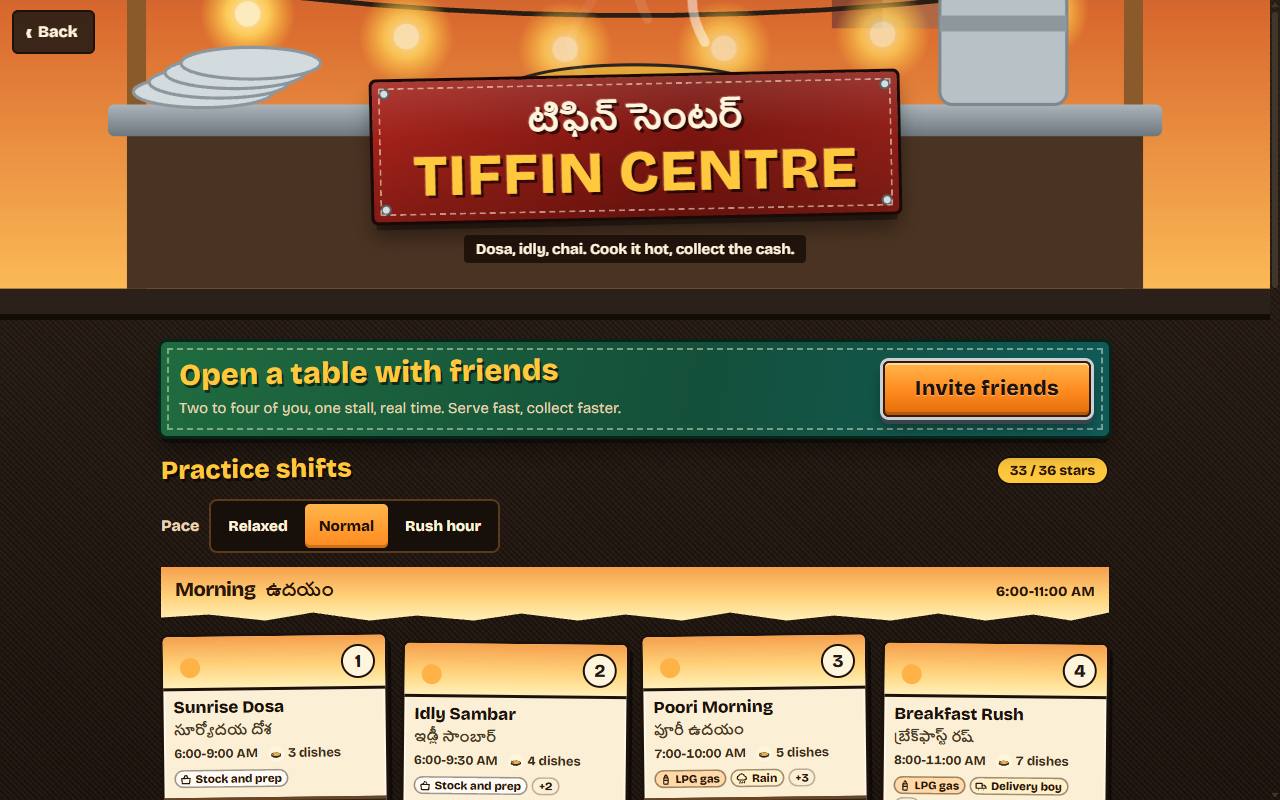 ‹ Back
టిఫిన్ సెంటర్
TIFFIN CENTRE
Dosa, idly, chai. Cook it hot, collect the cash.
Open a table with friends
Two to four of you, one stall, real time. Serve fast, collect faster.
Invite friends
Practice shifts
33 / 36 stars
Pace
Relaxed
Normal
Rush hour
Morning ఉదయం
6:00-11:00 AM
1
Sunrise Dosa
సూర్యోదయ దోశ
6:00-9:00 AM 3 dishes
Stock and prep
2
Idly Sambar
ఇడ్లీ సాంబార్
6:00-9:30 AM 4 dishes
Stock and prep +2
3
Poori Morning
పూరీ ఉదయం
7:00-10:00 AM 5 dishes
LPG gas Rain +3
4
Breakfast Rush
బ్రేక్‌ఫాస్ట్ రష్
8:00-11:00 AM 7 dishes
LPG gas Delivery boy